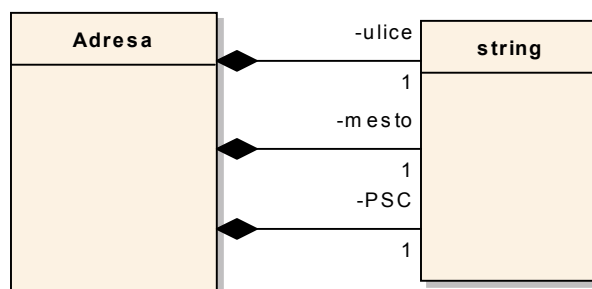 Adresa
string
-ulice
1
-mesto
1
-PSC
1